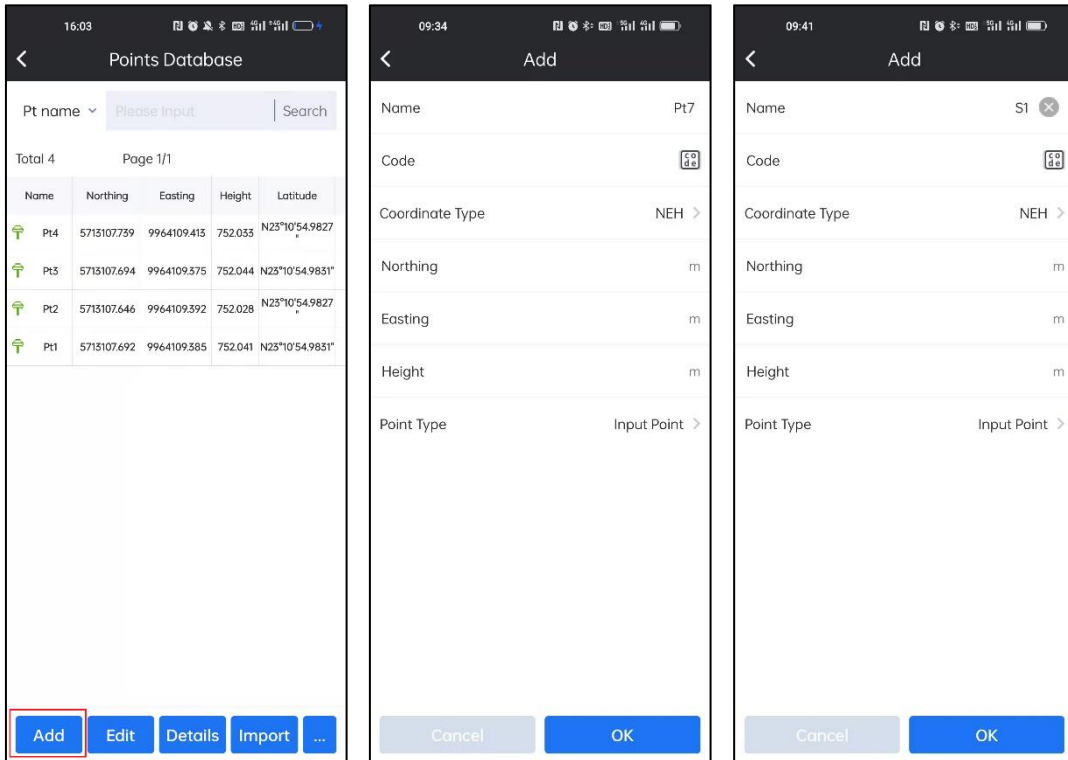 16:03
Points Database
Pt name Please Input Search
Total 4 Page 1/1
Name Northing Easting Height Latitude
Pt4 5713107.739 9964109.413 752.033 N23°10'54.9827"
Pt3 5713107.694 9964109.375 752.044 N23°10'54.9831"
Pt2 5713107.646 9964109.392 752.028 N23°10'54.9827"
Pt1 5713107.692 9964109.385 752.041 N23°10'54.9831"
Add Edit Details Import ...
09:34
Add
Name Pt7
Code code
Coordinate Type NEH
Northing m
Easting m
Height m
Point Type Input Point
Cancel OK
09:41
Add
Name S1
Code code
Coordinate Type NEH
Northing m
Easting m
Height m
Point Type Input Point
Cancel OK